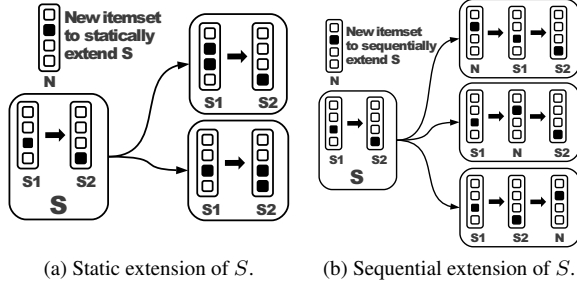 New itemset
to statically
extend S
N
S1 S2
S
S1 S2
S1 S2
New itemset
to sequentially
extend S
N
S1 S2
S
N S1 S2
S1 N S2
S1 S2 N
(a) Static extension of S.
(b) Sequential extension of S.